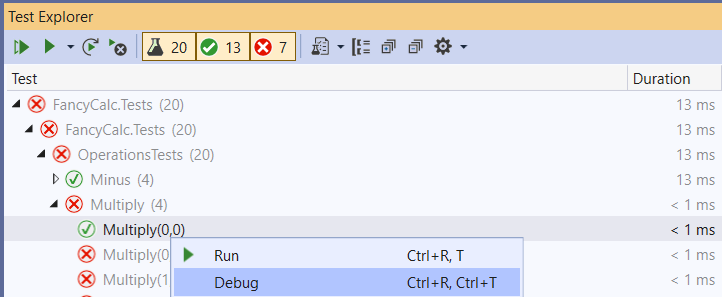 Test Explorer
20 13 7
Test Duration
FancyCalc.Tests (20) 13 ms
FancyCalc.Tests (20) 13 ms
OperationsTests (20) 13 ms
Minus (4) 13 ms
Multiply (4) < 1 ms
Multiply(0,0) < 1 ms
Multiply(0 < 1 ms
Run Ctrl+R, T
Multiply(1 < 1 ms
Debug Ctrl+R, Ctrl+T